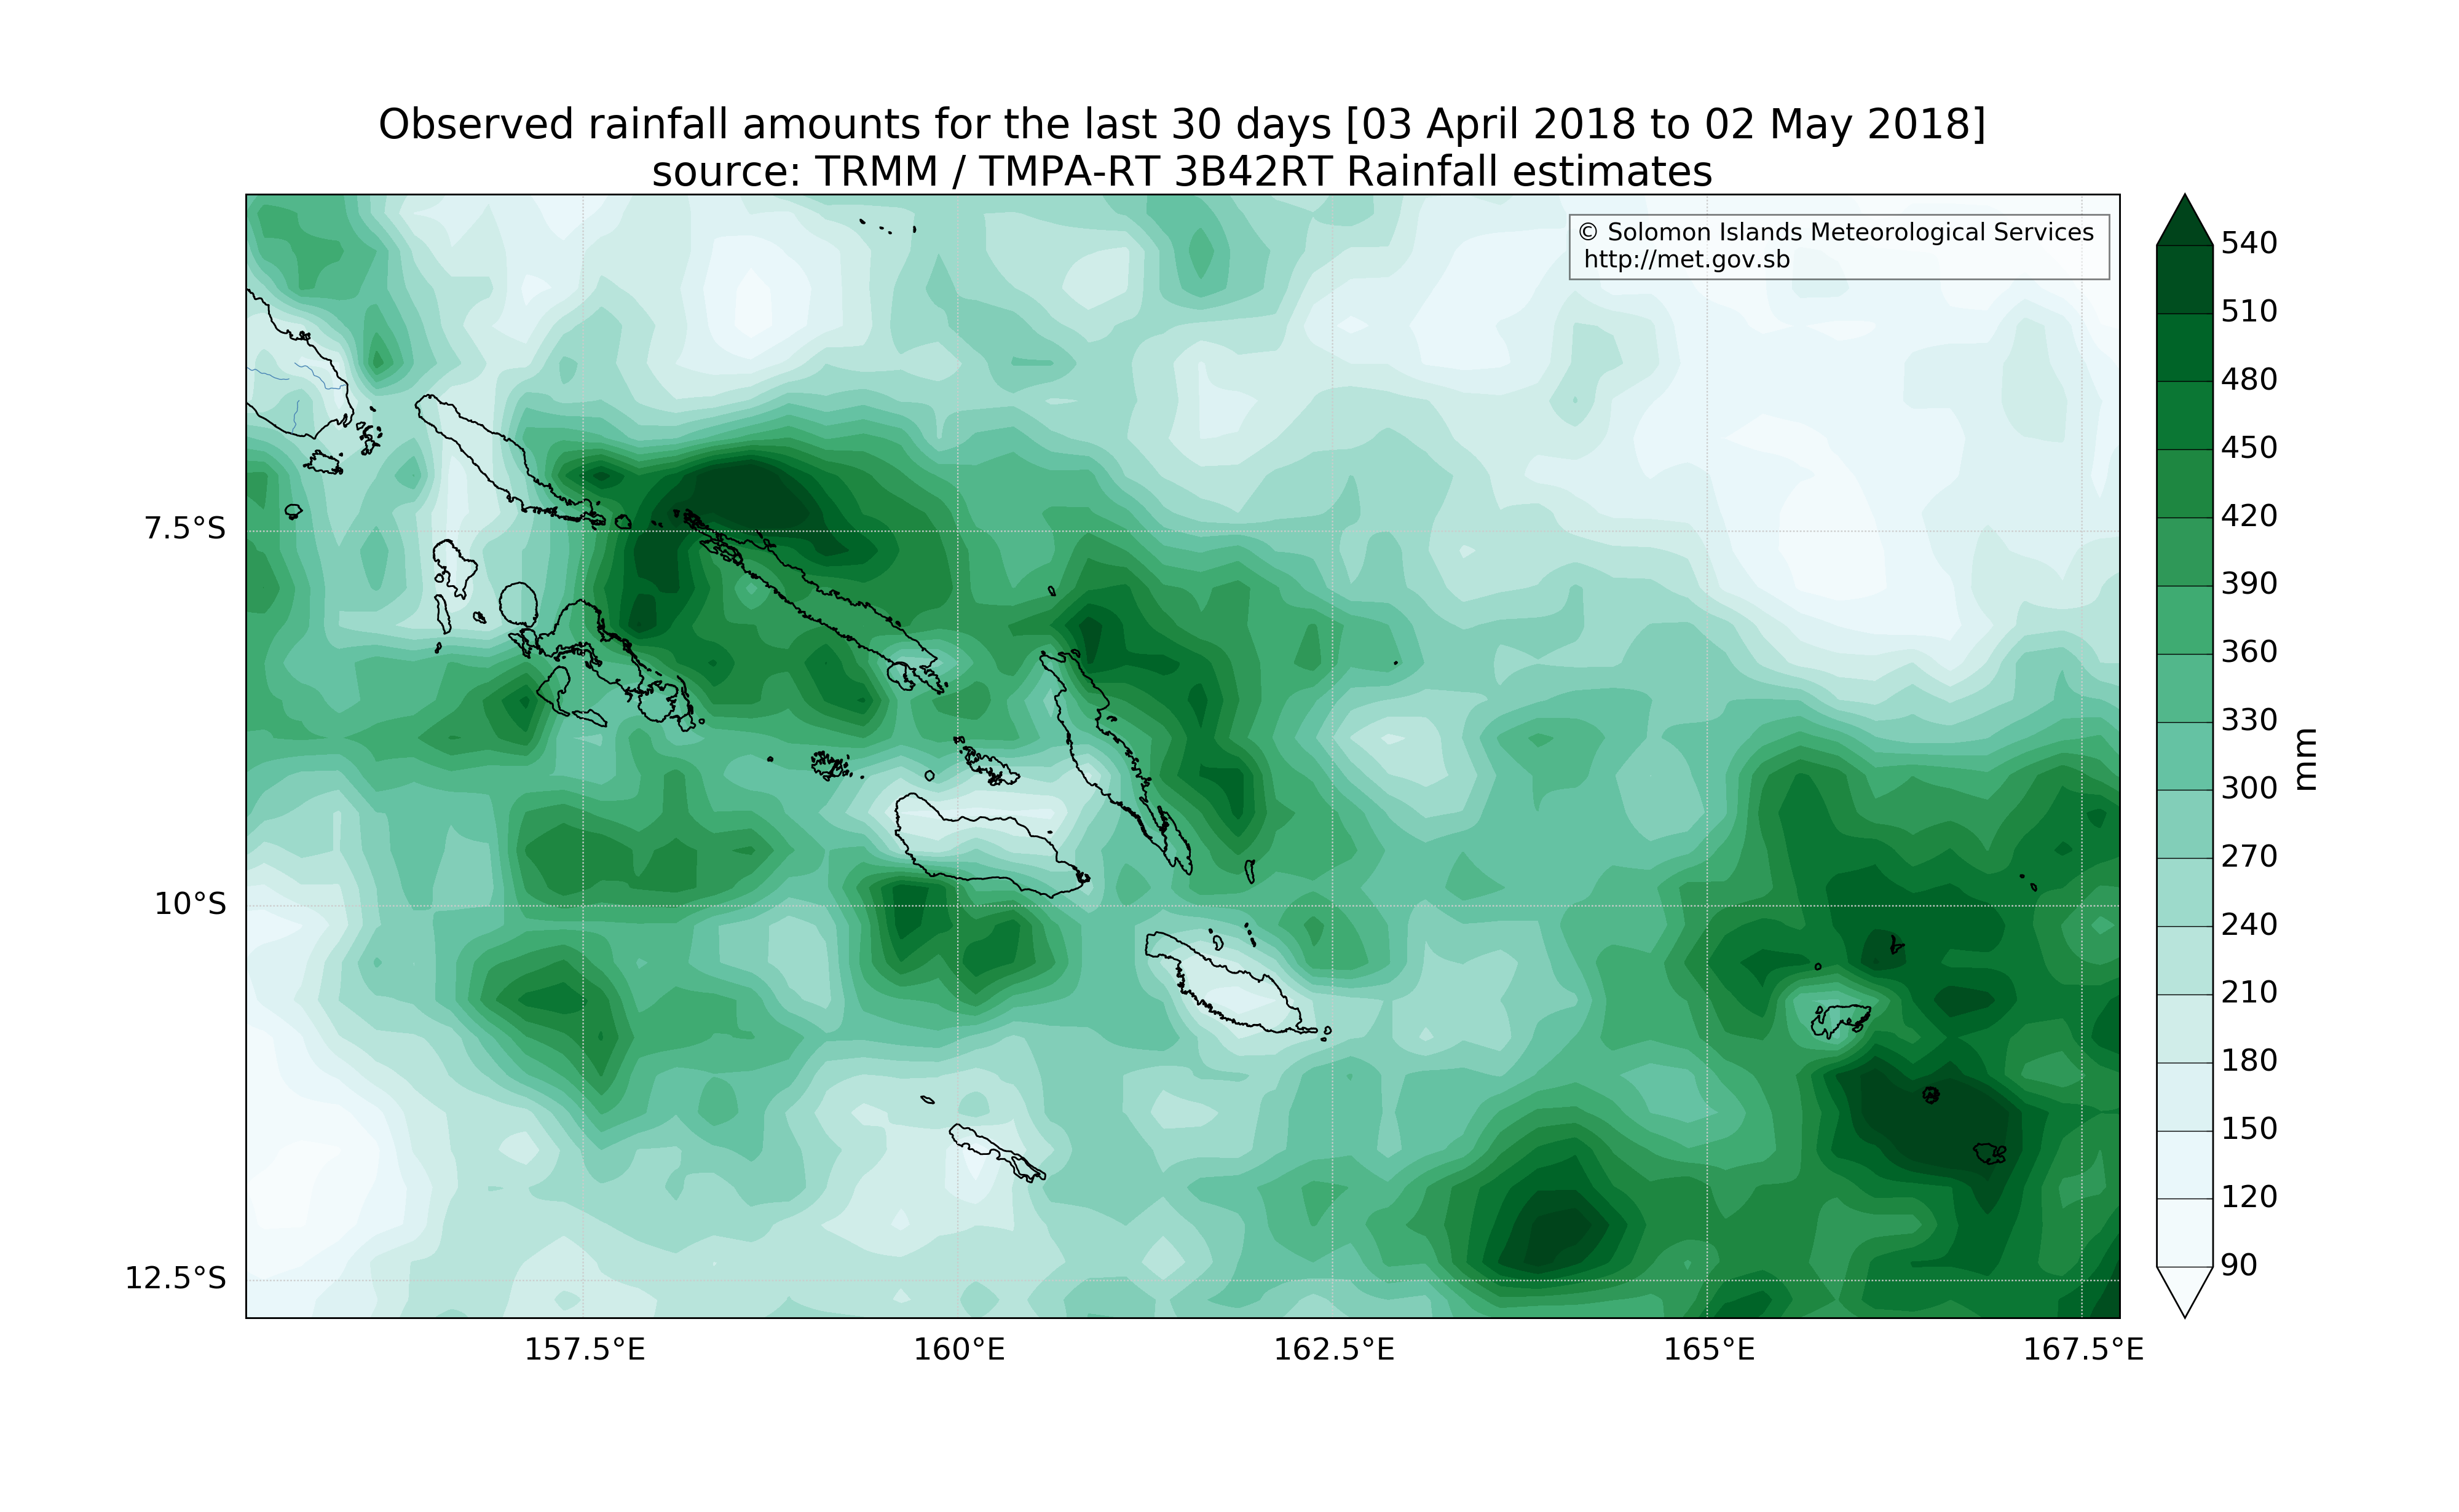 Observed rainfall amounts for the last 30 days [03 April 2018 to 02 May 2018]
source: TRMM / TMPA-RT 3B42RT Rainfall estimates
© Solomon Islands Meteorological Services
http://met.gov.sb
7.5°S
10°S
12.5°S
157.5°E
160°E
162.5°E
165°E
167.5°E
540
510
480
450
420
390
360
330
300
270
240
210
180
150
120
90
mm